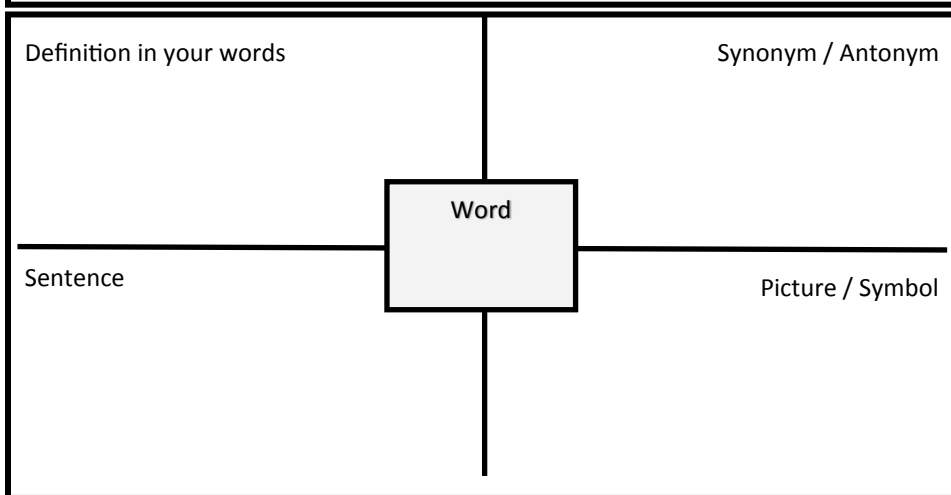 Definition in your words
Synonym / Antonym
Word
Sentence
Picture / Symbol